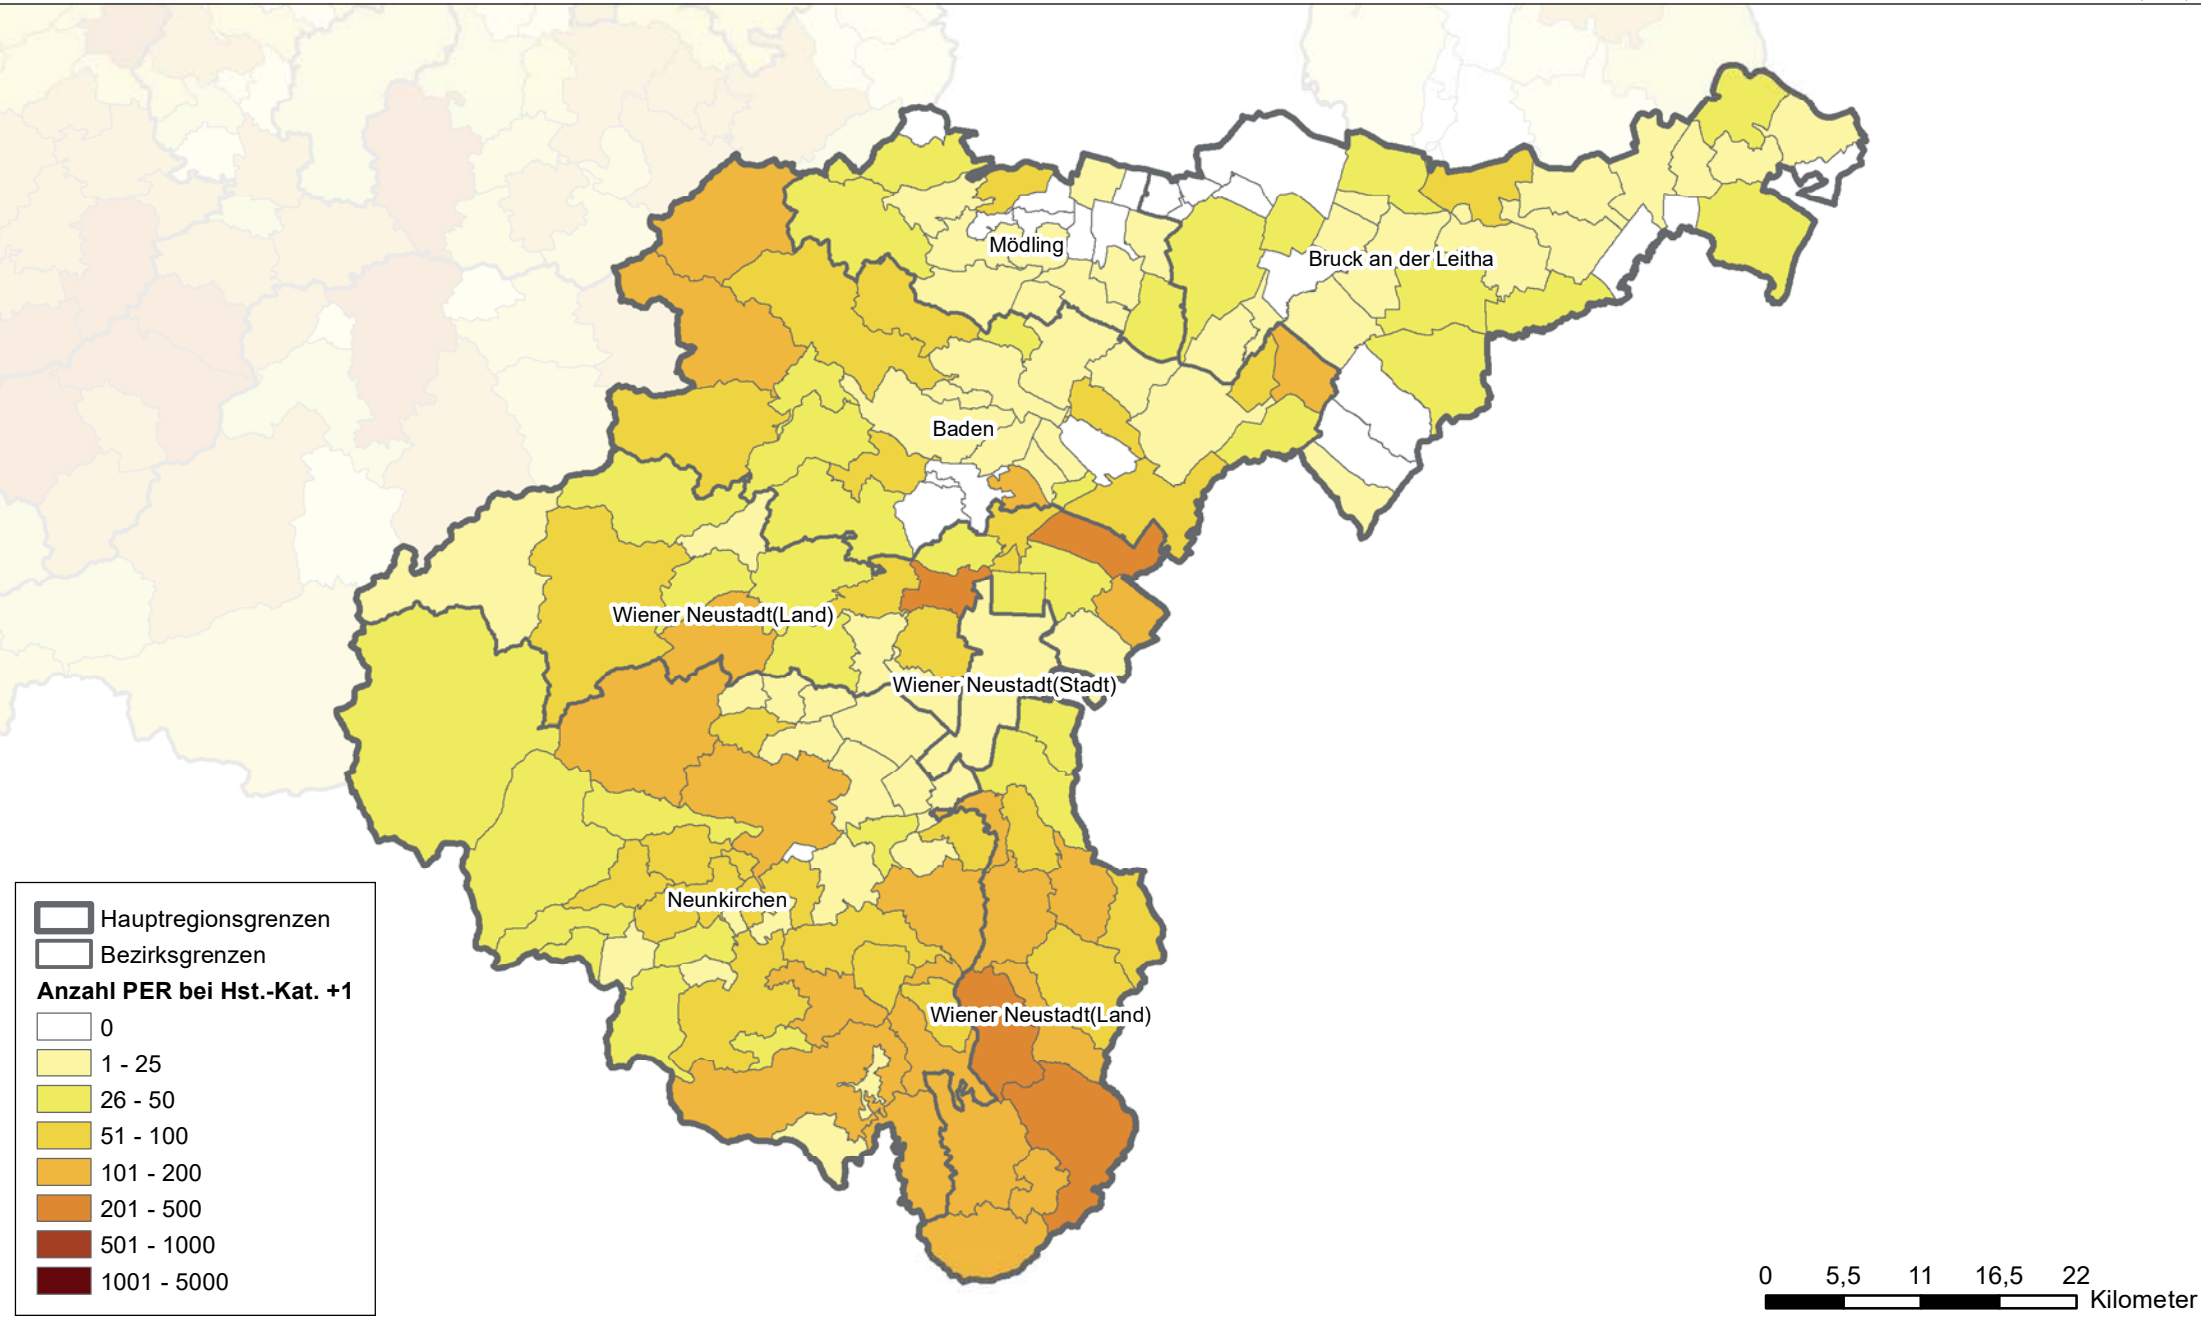 Mödling
Bruck an der Leitha
Baden
Wiener Neustadt(Land)
Wiener Neustadt(Stadt)
Neunkirchen
Wiener Neustadt(Land)
Hauptregionsgrenzen
Bezirksgrenzen
Anzahl PER bei Hst.-Kat. +1
0
1 - 25
26 - 50
51 - 100
101 - 200
201 - 500
501 - 1000
1001 - 5000
0 5,5 11 16,5 22
Kilometer